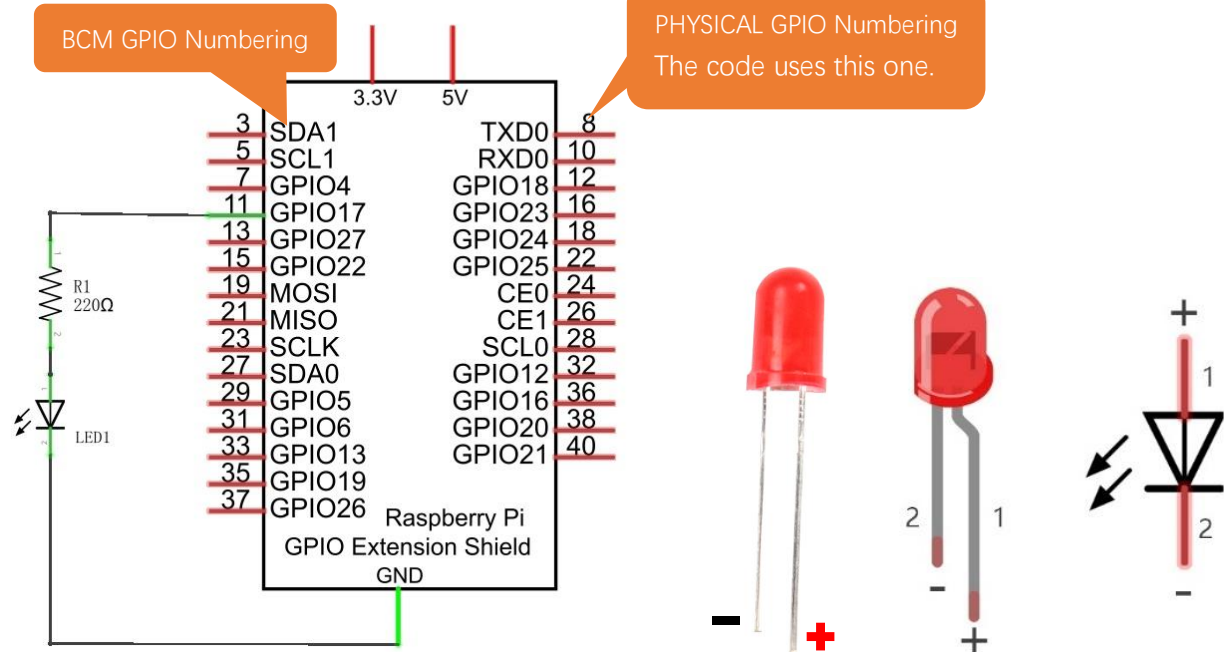 BCM GPIO Numbering
PHYSICAL GPIO Numbering
The code uses this one.
3.3V 5V
3 SDA1 TXD0 8
5 SCL1 RXD0 10
7 GPIO4 GPIO18 12
11 GPIO17 GPIO23 16
13 GPIO27 GPIO24 18
15 GPIO22 GPIO25 22
19 MOSI CE0 24
21 MISO CE1 26
23 SCLK SCL0 28
27 SDA0 GPIO12 32
29 GPIO5 GPIO16 36
31 GPIO6 GPIO20 38
33 GPIO13 GPIO21 40
35 GPIO19
37 GPIO26
Raspberry Pi
GPIO Extension Shield
GND
1
R1
220Ω
2
1
LED1
2
- +
2 1
- +
+
1
2
-